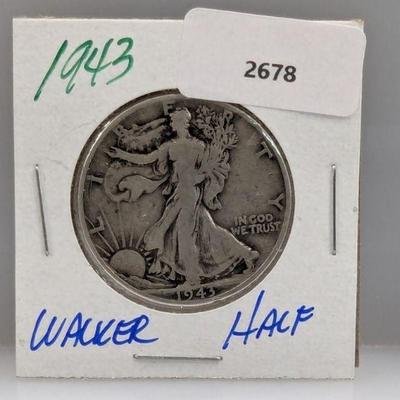 1943
2678
LIBERTY
IN GOD
WE TRUST
1943
WALKER HALF